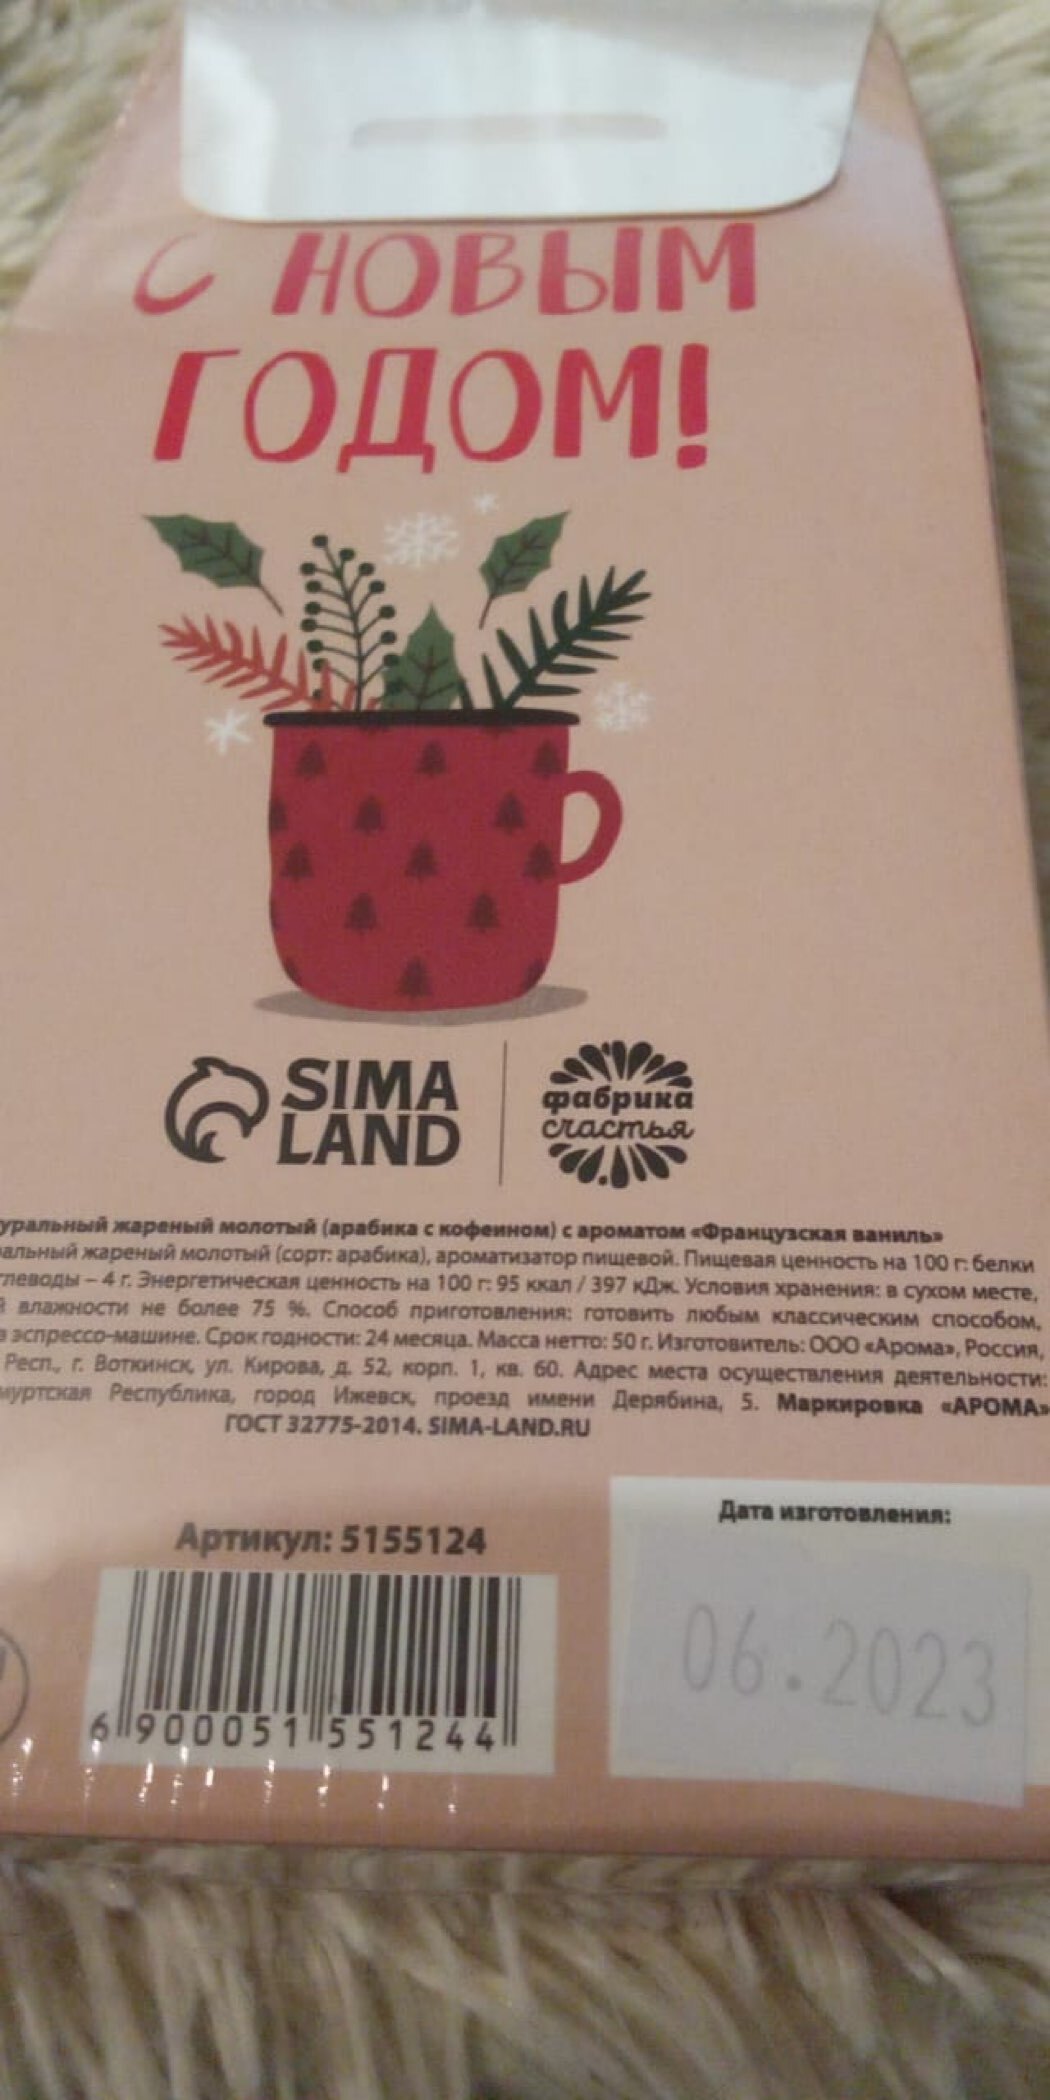 С НОВЫМ
ГОДОМ!
SIMA
LAND
фабрика
счастья
жареный молотый (арабика с кофеином) с ароматом «Французская ваниль»
жареный молотый (сорт: арабика), ароматизатор пищевой. Пищевая ценность на 100 г: белки
– 4 г. Энергетическая ценность на 100 г: 95 ккал / 397 кДж. Условия хранения: в сухом месте,
влажности не более 75 %. Способ приготовления: готовить любым классическим способом,
в эспрессо-машине. Срок годности: 24 месяца. Масса нетто: 50 г. Изготовитель: ООО «Арома», Россия,
Респ., г. Воткинск, ул. Кирова, д. 52, корп. 1, кв. 60. Адрес места осуществления деятельности:
Республика, город Ижевск, проезд имени Дерябина, 5. Маркировка «АРОМА»
ГОСТ 32775-2014. SIMA-LAND.RU
Артикул: 5155124
6 900051 551244
Дата изготовления:
06.2023